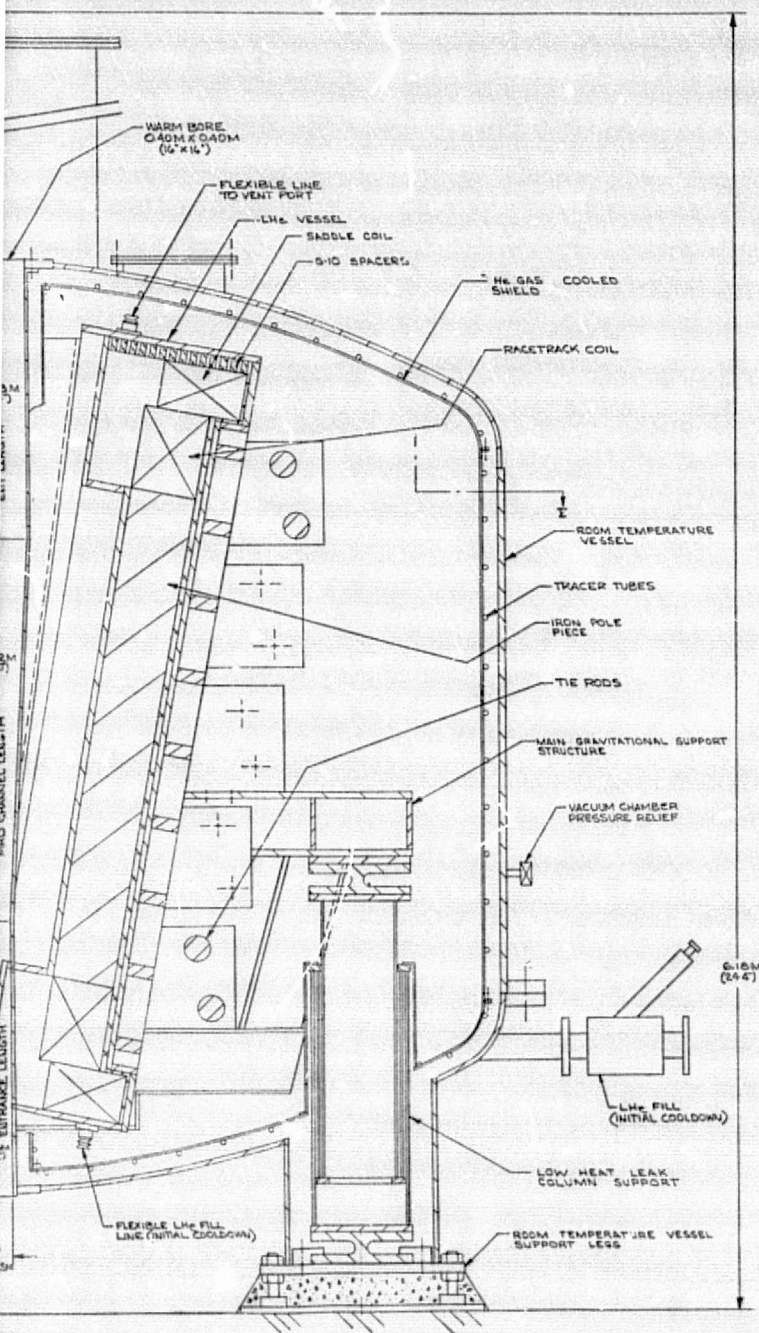 WARM BORE
0.40M X 0.40M
(16"X16")
FLEXIBLE LINE
TO VENT PORT
LHe VESSEL
SADDLE COIL
G-10 SPACERS
He GAS COOLED
SHIELD
RACETRACK COIL
ROOM TEMPERATURE
VESSEL
TRACER TUBES
IRON POLE
PIECE
TIE RODS
MAIN GRAVITATIONAL SUPPORT
STRUCTURE
VACUUM CHAMBER
PRESSURE RELIEF
MHD CHANNEL LENGTH
ENTRANCE LENGTH
6.18M
LHe FILL
(INITIAL COOLDOWN)
LOW HEAT LEAK
COLUMN SUPPORT
FLEXIBLE LHe FILL
LINE (INITIAL COOLDOWN)
ROOM TEMPERATURE VESSEL
SUPPORT LEGS